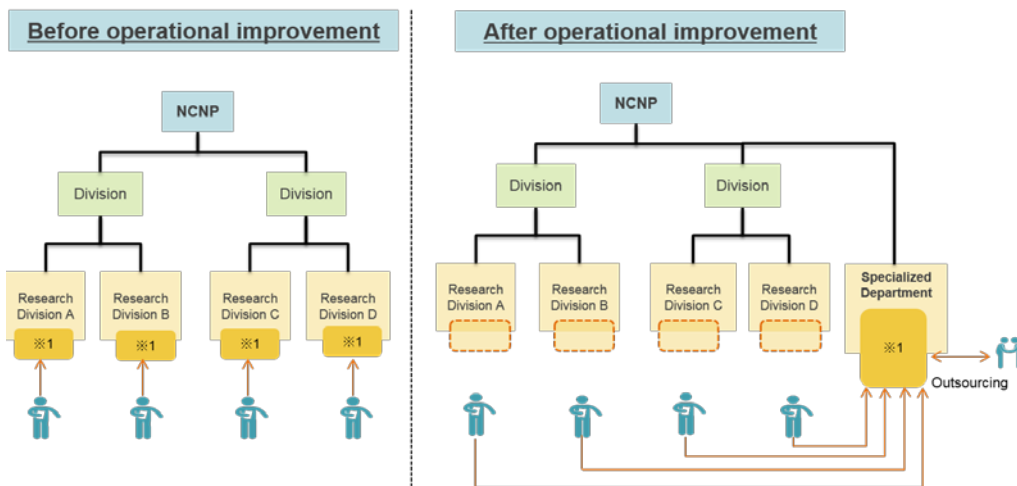 Before operational improvement
NCNP
Division
Division
Research
Division A
Research
Division B
Research
Division C
Research
Division D
※1
※1
※1
※1
After operational improvement
NCNP
Division
Division
Research
Division A
Research
Division B
Research
Division C
Research
Division D
Specialized
Department
※1
Outsourcing